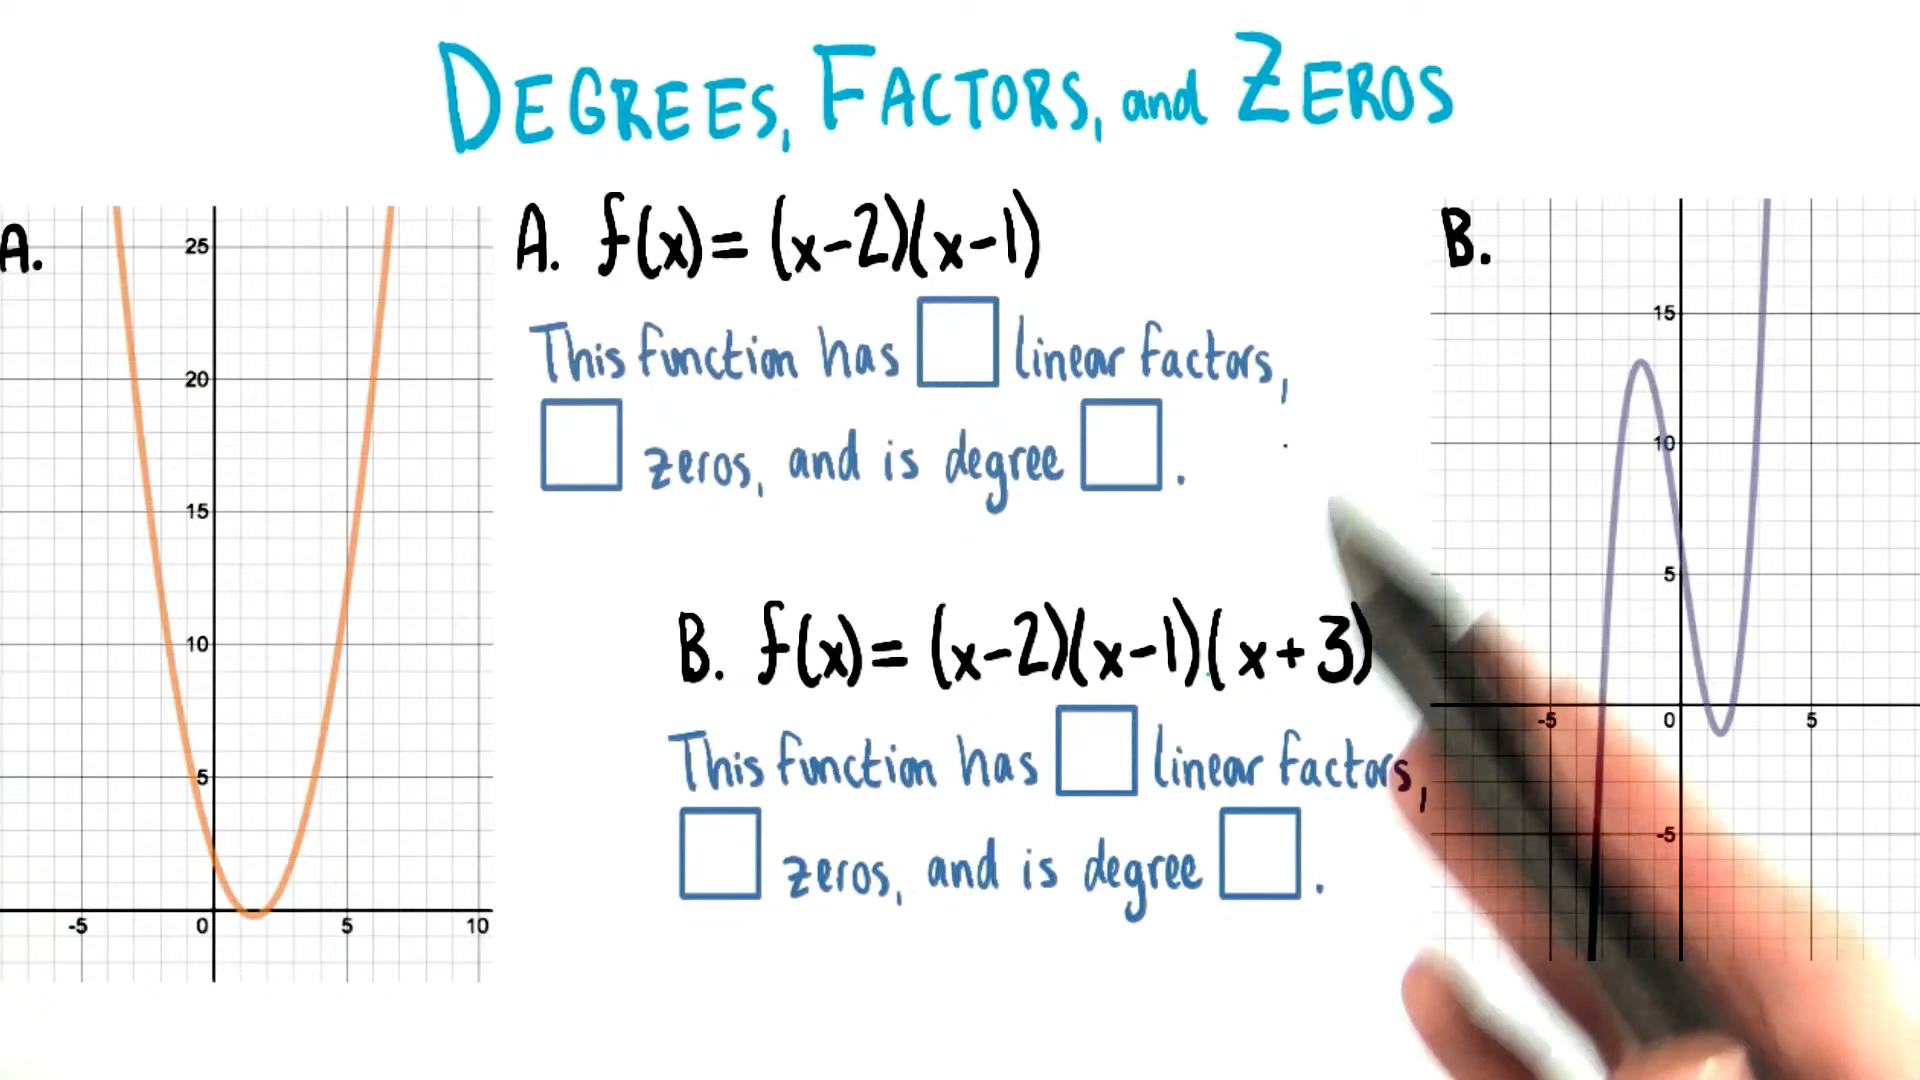 DEGREES, FACTORS, and ZEROS
A.
25
20
15
10
5
-5 0 5 10
A. f(x) = (x-2)(x-1)
This function has linear factors,
zeros, and is degree .
B. f(x) = (x-2)(x-1)(x+3)
This function has linear factors,
zeros, and is degree .
B.
15
10
5
-5 0 5
-5